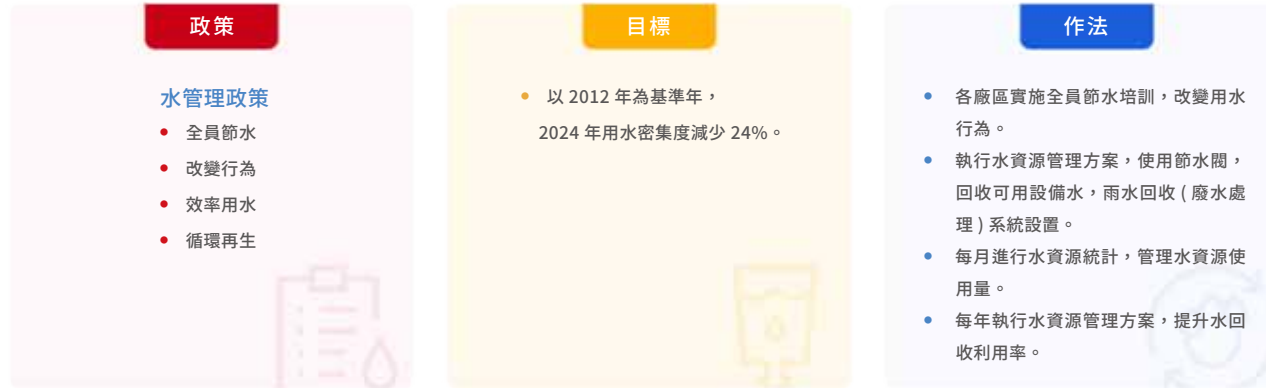 政策
水管理政策
全員節水
改變行為
效率用水
循環再生
目標
以 2012 年為基準年，
2024 年用水密集度減少 24%。
作法
各廠區實施全員節水培訓，改變用水
行為。
執行水資源管理方案，使用節水閥，
回收可用設備水，雨水回收 ( 廢水處
理 ) 系統設置。
每月進行水資源統計，管理水資源使
用量。
每年執行水資源管理方案，提升水回
收利用率。